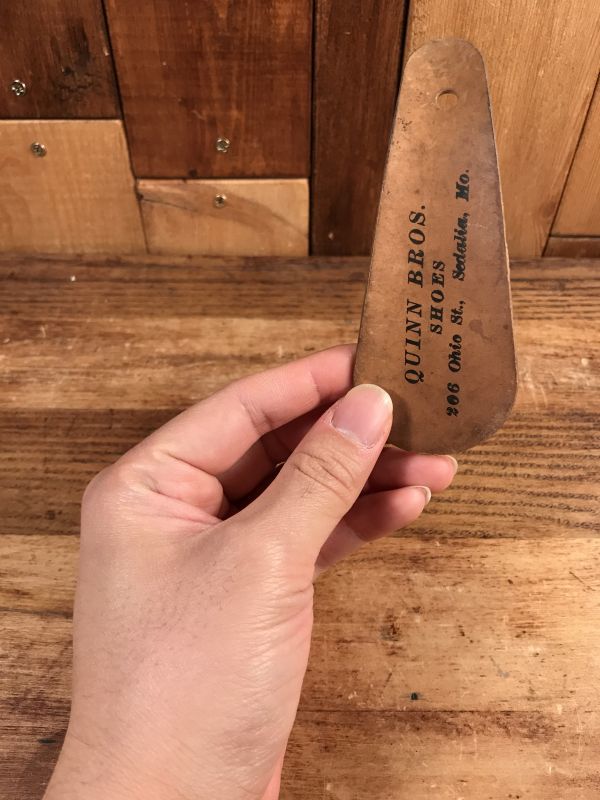 QUINN BROS.
SHOES
206 Ohio St., Sedalia, Mo.